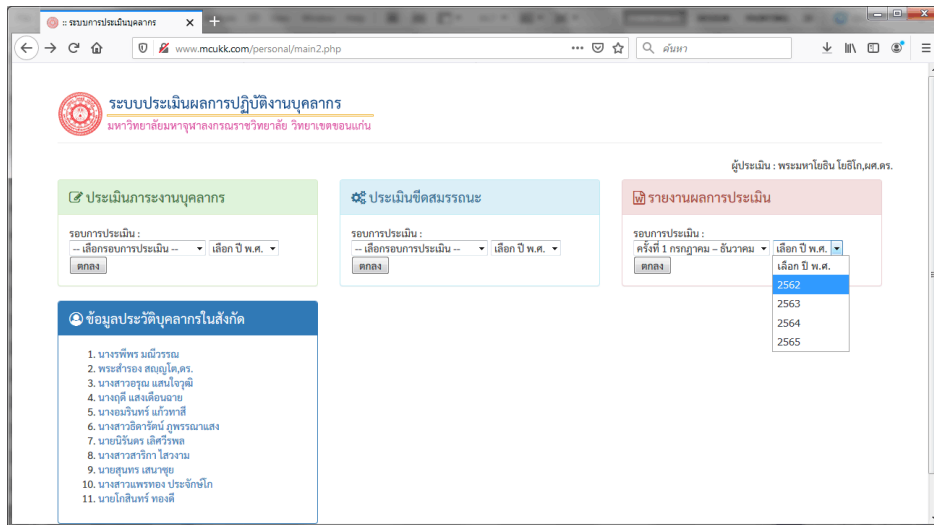 :: ระบบการประเมินบุคลากร
www.mcukk.com/personal/main2.php
ค้นหา
ระบบประเมินผลการปฏิบัติงานบุคลากร
มหาวิทยาลัยมหาจุฬาลงกรณราชวิทยาลัย วิทยาเขตขอนแก่น
ผู้ประเมิน : พระมหาโยธิน โยธิโก,ผศ.ดร.
ประเมินภาระงานบุคลากร
รอบการประเมิน :
-- เลือกรอบการประเมิน -- เลือก ปี พ.ศ.
ตกลง
ประเมินขีดสมรรถนะ
รอบการประเมิน :
-- เลือกรอบการประเมิน -- เลือก ปี พ.ศ.
ตกลง
รายงานผลการประเมิน
รอบการประเมิน :
ครั้งที่ 1 กรกฎาคม – ธันวาคม เลือก ปี พ.ศ.
ตกลง
เลือก ปี พ.ศ.
2562
2563
2564
2565
ข้อมูลประวัติบุคลากรในสังกัด
1. นางรพีพร มณีวรรณ
2. พระสำรอง สญฺญโต,ดร.
3. นางสาวอรุณ แสนใจวุฒิ
4. นางฤดี แสงเดือนฉาย
5. นางอมรินทร์ แก้วทาสี
6. นางสาวธิดารัตน์ ภูพรรณาแสง
7. นายนิรันดร เลิศวีรพล
8. นางสาวสาริกา ไสวงาม
9. นายสุนทร เสนาซุย
10. นางสาวแพรทอง ประจักษ์โก
11. นายโกสินทร์ ทองดี